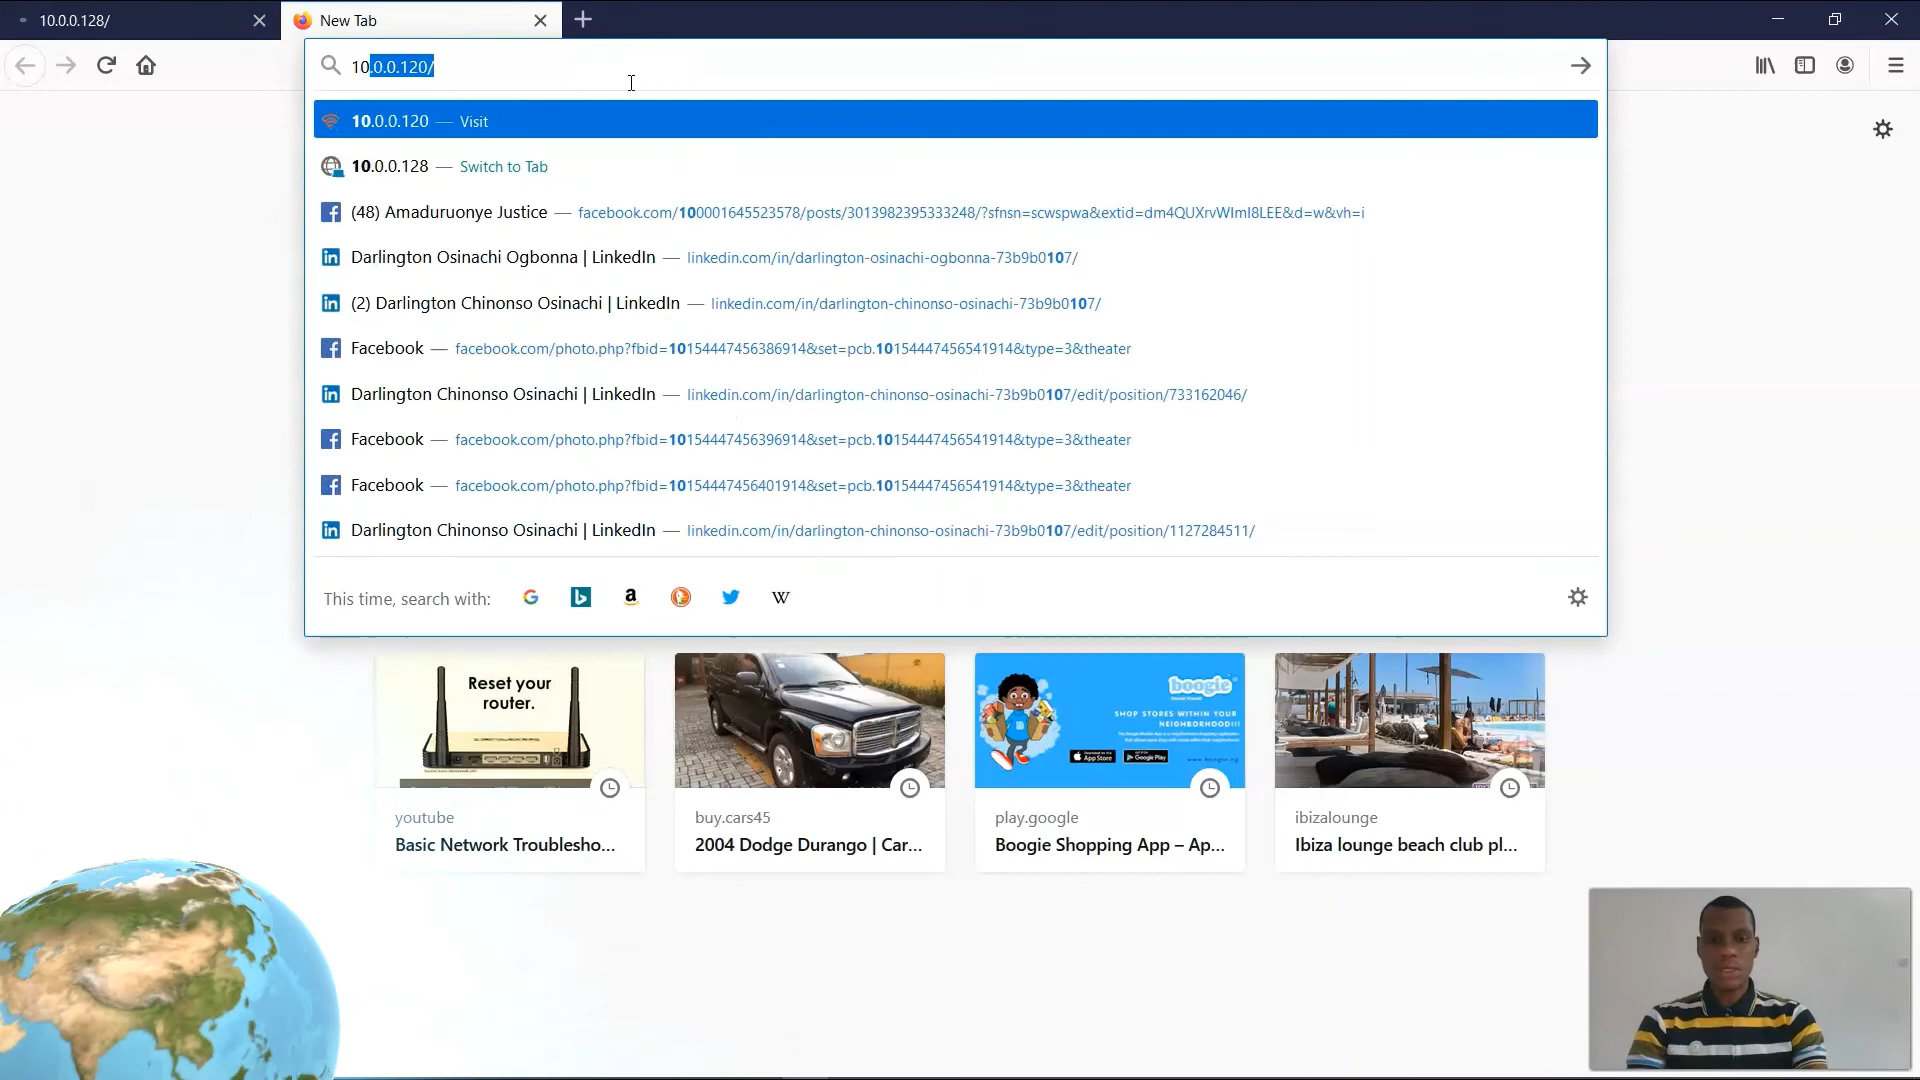 10.0.0.128/
New Tab
10.0.0.120/
10.0.0.120 — Visit
10.0.0.128 — Switch to Tab
(48) Amaduruonye Justice — facebook.com/100001645523578/posts/3013982395333248/?sfnsn=scwspwa&extid=dm4QUXrvWImI8LEE&d=w&vh=i
Darlington Osinachi Ogbonna | LinkedIn — linkedin.com/in/darlington-osinachi-ogbonna-73b9b0107/
(2) Darlington Chinonso Osinachi | LinkedIn — linkedin.com/in/darlington-chinonso-osinachi-73b9b0107/
Facebook — facebook.com/photo.php?fbid=10154447456386914&set=pcb.10154447456541914&type=3&theater
Darlington Chinonso Osinachi | LinkedIn — linkedin.com/in/darlington-chinonso-osinachi-73b9b0107/edit/position/733162046/
Facebook — facebook.com/photo.php?fbid=10154447456396914&set=pcb.10154447456541914&type=3&theater
Facebook — facebook.com/photo.php?fbid=10154447456401914&set=pcb.10154447456541914&type=3&theater
Darlington Chinonso Osinachi | LinkedIn — linkedin.com/in/darlington-chinonso-osinachi-73b9b0107/edit/position/1127284511/
This time, search with:
Reset your
router.
boogie
SHOP STORES WITHIN YOUR
NEIGHBORHOOD!!!
App Store
Google Play
www.boogie.ng
youtube
Basic Network Troublesho...
buy.cars45
2004 Dodge Durango | Car...
play.google
Boogie Shopping App – Ap...
ibizalounge
Ibiza lounge beach club pl...